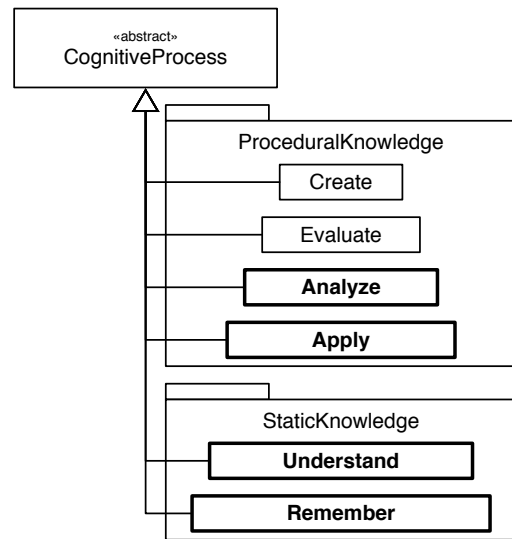 «abstract»
CognitiveProcess
ProceduralKnowledge
Create
Evaluate
Analyze
Apply
StaticKnowledge
Understand
Remember